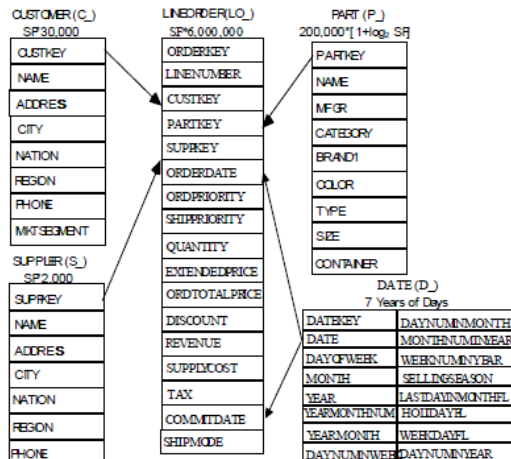 CUSTOMER (C_)
SF*30,000
CUSTKEY
NAME
ADDRESS
CITY
NATION
REGION
PHONE
MKTSEGMENT
SUPPLIER (S_)
SF*2,000
SUPPKEY
NAME
ADDRESS
CITY
NATION
REGION
PHONE
LINEORDER (LO_)
SF*6,000,000
ORDERKEY
LINENUMBER
CUSTKEY
PARTKEY
SUPPKEY
ORDERDATE
ORDPRIORITY
SHIPPRIORITY
QUANTITY
EXTENDEDPRICE
ORDTOTALPRICE
DISCOUNT
REVENUE
SUPPLYCOST
TAX
COMMITDATE
SHIPMODE
PART (P_)
200,000*[1+log₂ SF]
PARTKEY
NAME
MFGR
CATEGORY
BRAND1
COLOR
TYPE
SIZE
CONTAINER
DATE (D_)
7 Years of Days
DATEKEY DAYNUMINMONTH
DATE MONTHNUMINYEAR
DAYOFWEEK WEEKNUMINYEAR
MONTH SELLINGSEASON
YEAR LASTDAYINMONTHFL
YEARMONTHNUM HOLIDAYFL
YEARMONTH WEEKDAYFL
DAYNUMINWEEK DAYNUMINYEAR